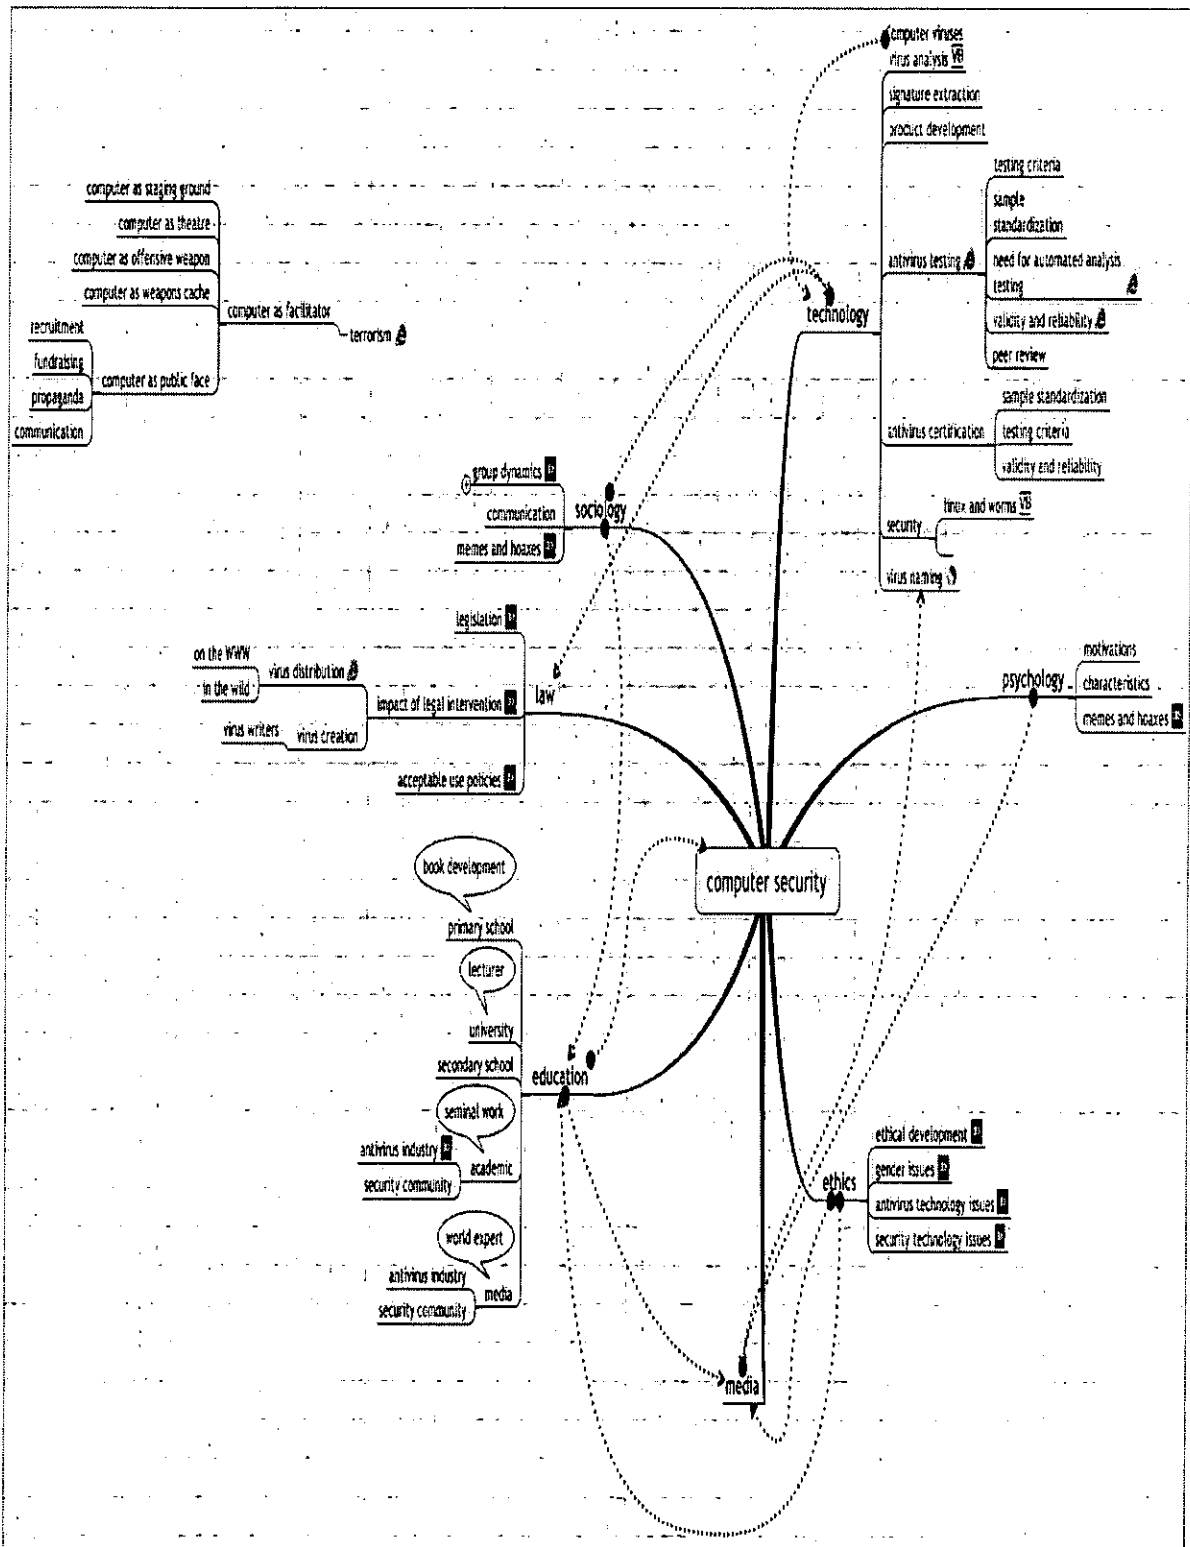 computer viruses
virus analysis VB
signature extraction
product development
testing criteria
sample
standardization
antivirus testing
need for automated analysis
testing
validity and reliability
peer review
technology
antivirus certification
sample standardization
testing criteria
validity and reliability
security
linux and worms VB
virus naming
computer as staging ground
computer as theatre
computer as offensive weapon
computer as weapons cache
computer as facilitator
terrorism
recruitment
fundraising
computer as public face
propaganda
communication
group dynamics
sociology
communication
memes and hoaxes
legislation
on the WWW
virus distribution
in the wild
law
impact of legal intervention
virus writers
virus creation
acceptable use policies
psychology
motivations
characteristics
memes and hoaxes
computer security
book development
primary school
lecturer
university
secondary school
education
seminal work
antivirus industry
academic
security community
world expert
antivirus industry
media
security community
ethics
ethical development
gender issues
antivirus technology issues
security technology issues
media